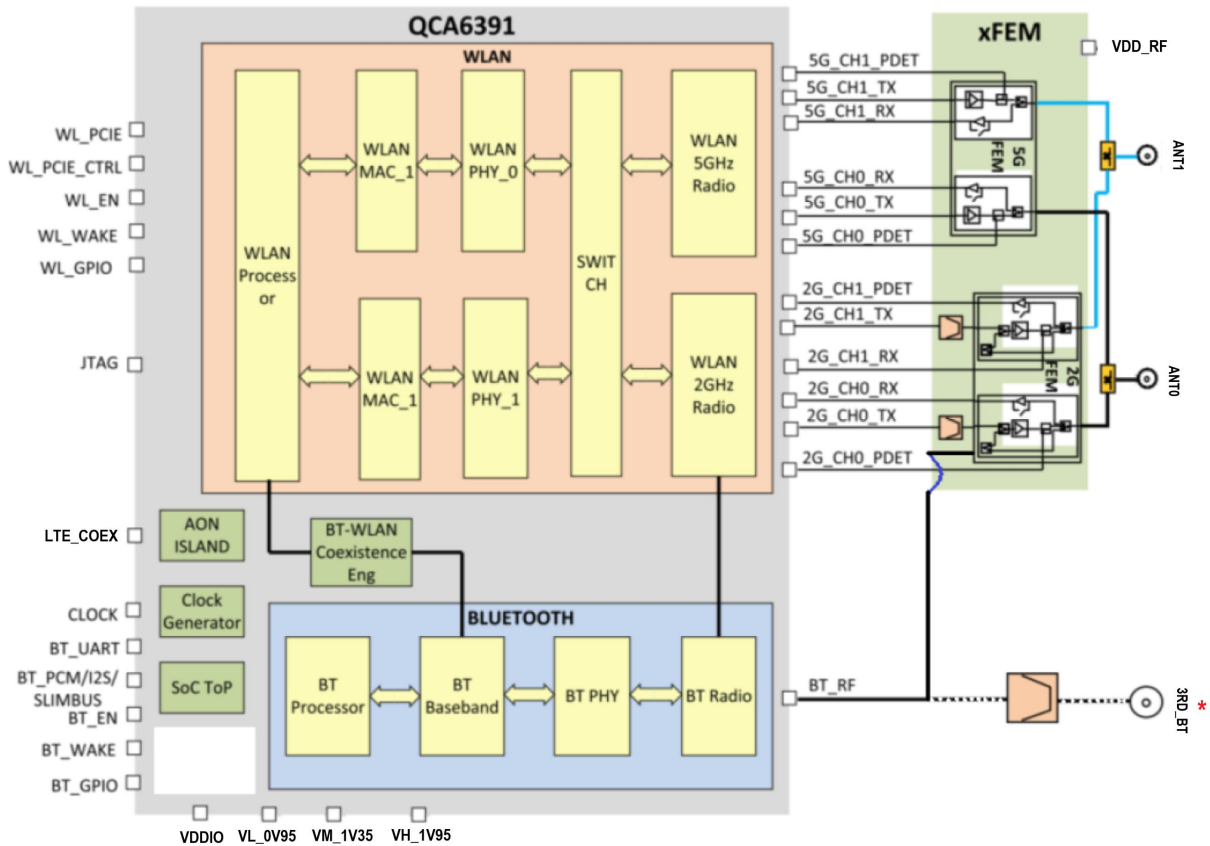 QCA6391
xFEM
VDD_RF
WLAN
WL_PCIE
WL_PCIE_CTRL
WL_EN
WL_WAKE
WL_GPIO
JTAG
LTE_COEX
CLOCK
BT_UART
BT_PCM/I2S/
SLIMBUS
BT_EN
BT_WAKE
BT_GPIO
WLAN
Process
or
WLAN
MAC_1
WLAN
PHY_0
SWIT
CH
WLAN
5GHz
Radio
WLAN
MAC_1
WLAN
PHY_1
WLAN
2GHz
Radio
5G_CH1_PDET
5G_CH1_TX
5G_CH1_RX
5G_CH0_RX
5G_CH0_TX
5G_CH0_PDET
2G_CH1_PDET
2G_CH1_TX
2G_CH1_RX
2G_CH0_RX
2G_CH0_TX
2G_CH0_PDET
5G
FEM
2G
FEM
ANT1
ANT0
AON
ISLAND
Clock
Generator
SoC ToP
BT-WLAN
Coexistence
Eng
BLUETOOTH
BT
Processor
BT
Baseband
BT PHY
BT Radio
BT_RF
3RD_BT *
VDDIO
VL_0V95
VM_1V35
VH_1V95